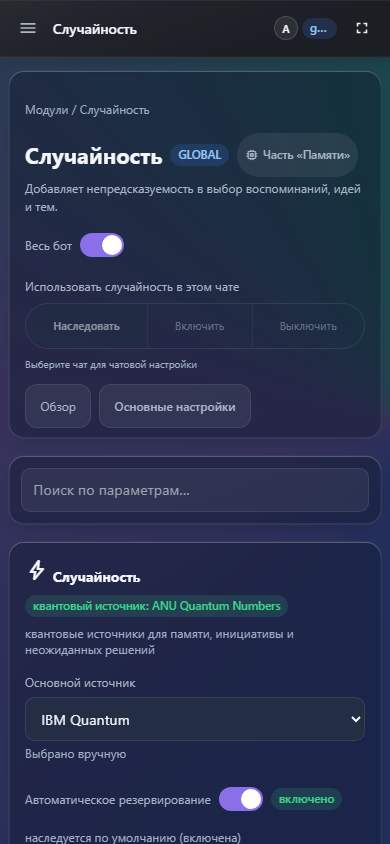 Случайность
A
g...
Модули / Случайность
Случайность
GLOBAL
Часть «Памяти»
Добавляет непредсказуемость в выбор воспоминаний, идей
и тем.
Весь бот
Использовать случайность в этом чате
Наследовать
Включить
Выключить
Выберите чат для чатовой настройки
Обзор
Основные настройки
Поиск по параметрам...
Случайность
квантовый источник: ANU Quantum Numbers
квантовые источники для памяти, инициативы и
неожиданных решений
Основной источник
IBM Quantum
Выбрано вручную
Автоматическое резервирование
включено
наследуется по умолчанию (включена)